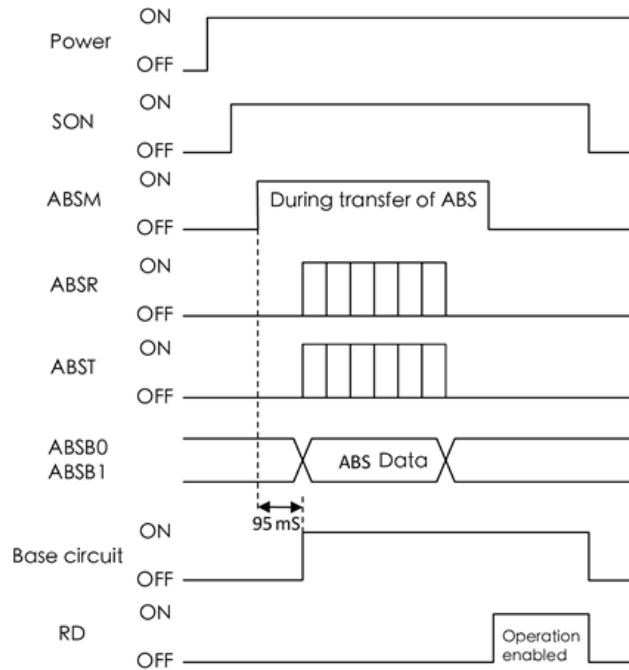 ON
Power
OFF
ON
SON
OFF
ON
ABSM
During transfer of ABS
OFF
ON
ABSR
OFF
ON
ABST
OFF
ABSB0
ABSB1
ABS Data
95 mS
ON
Base circuit
OFF
ON
RD
Operation
enabled
OFF